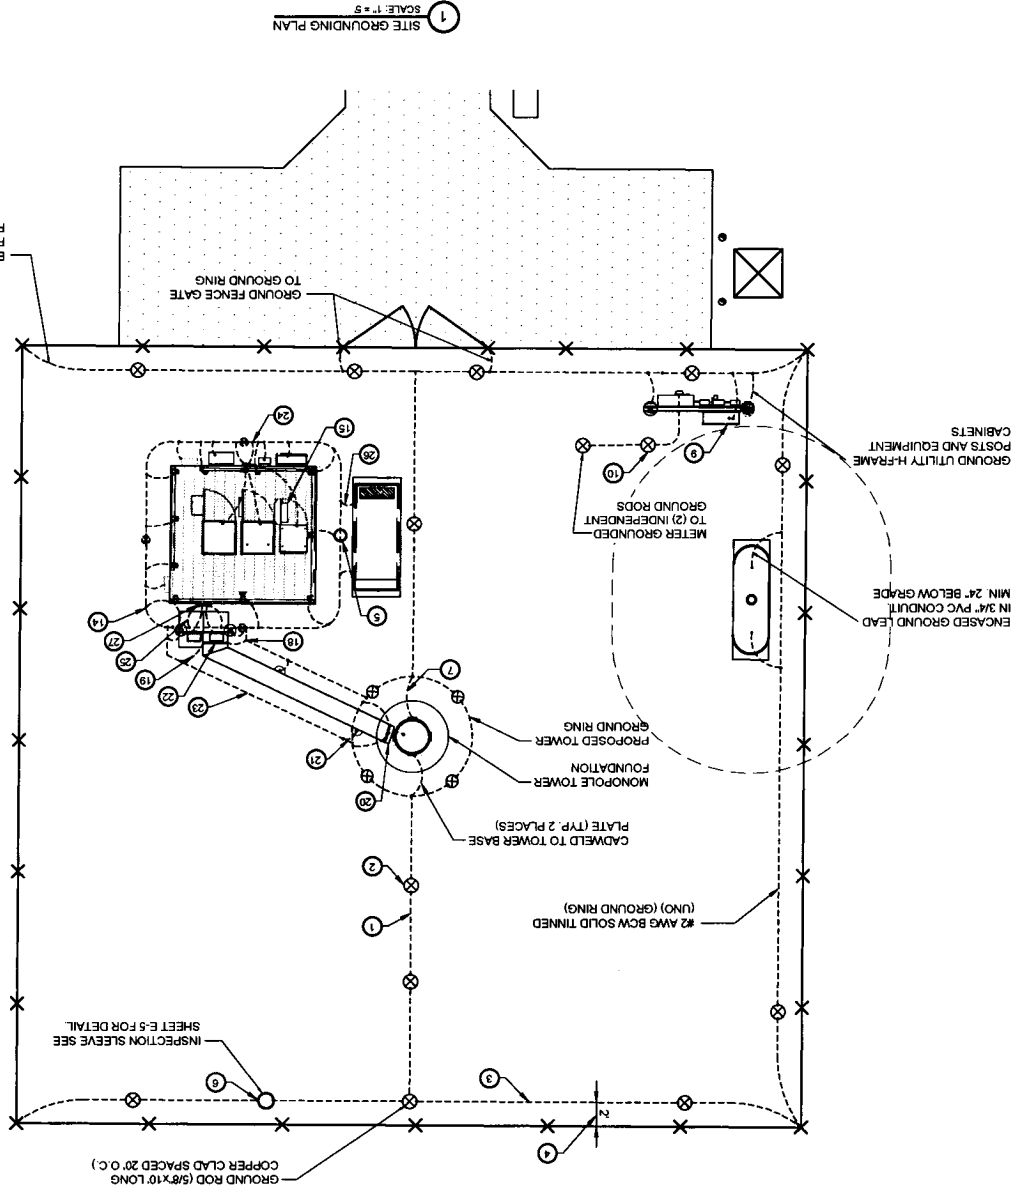 GROUND ROD (5/8"x10' LONG
COPPER CLAD SPACED 20' O.C.)
4
2'
3
6
INSPECTION SLEEVE SEE
SHEET E-5 FOR DETAIL
#2 AWG BCW SOLID TINNED
(UNO) (GROUND RING)
1
2
CADWELD TO TOWER BASE
PLATE (TYP. 2 PLACES)
20
MONOPOLE TOWER
FOUNDATION
21
PROPOSED TOWER
GROUND RING
23
22
7
19
25
18
27
14
ENCASED GROUND LEAD
IN 3/4" PVC CONDUIT
MIN. 24" BELOW GRADE
5
METER GROUNDED
TO (2) INDEPENDENT
GROUND RODS
10
9
GROUND UTILITY H-FRAME
POSTS AND EQUIPMENT
CABINETS
26
15
24
GROUND FENCE GATE
TO GROUND RING
1
SITE GROUNDING PLAN
SCALE: 1" = 5'